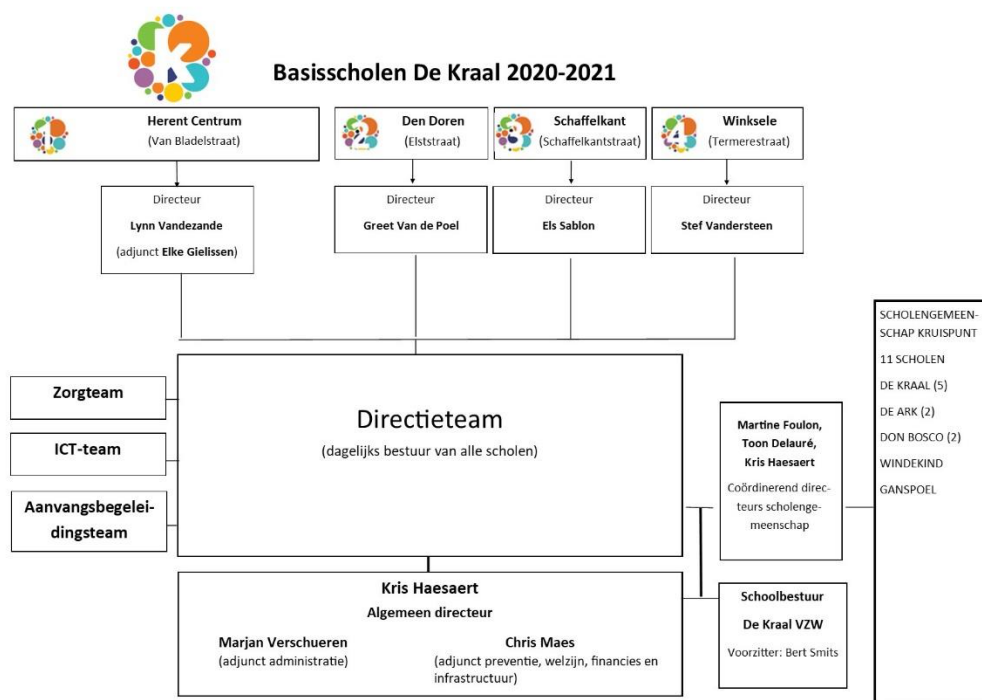 K
Basisscholen De Kraal 2020-2021
1
Herent Centrum
(Van Bladelstraat)
2
Den Doren
(Elststraat)
3
Schaffelkant
(Schaffelkantstraat)
4
Winksele
(Termerestraat)
Directeur
Lynn Vandezande
(adjunct Elke Gielissen)
Directeur
Greet Van de Poel
Directeur
Els Sablon
Directeur
Stef Vandersteen
Zorgteam
ICT-team
Aanvangsbegelei-
dingsteam
Directieteam
(dagelijks bestuur van alle scholen)
Martine Foulon,
Toon Delauré,
Kris Haesaert
Coördinerend direc-
teurs scholenge-
meenschap
SCHOLENGEMEEN-
SCHAP KRUISPUNT
11 SCHOLEN
DE KRAAL (5)
DE ARK (2)
DON BOSCO (2)
WINDEKIND
GANSPOEL
Kris Haesaert
Algemeen directeur
Marjan Verschueren
(adjunct administratie)
Chris Maes
(adjunct preventie, welzijn, financies en
infrastructuur)
Schoolbestuur
De Kraal VZW
Voorzitter: Bert Smits